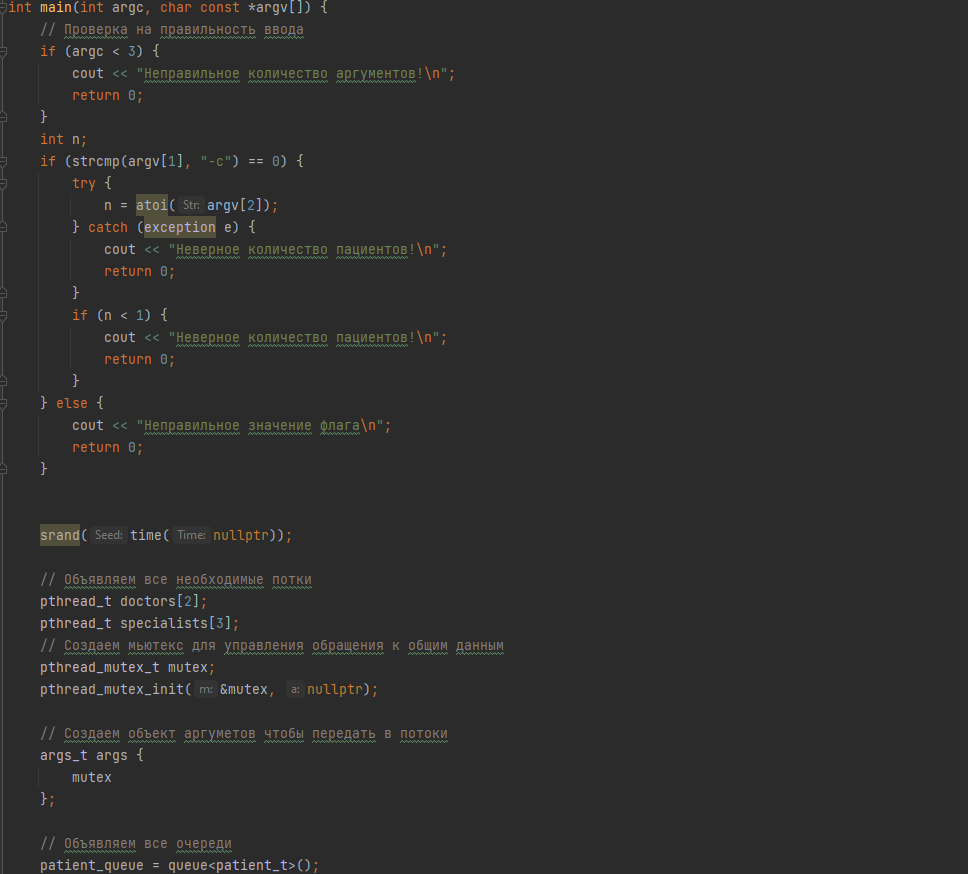 int main(int argc, char const *argv[]) {
    // Проверка на правильность ввода
    if (argc < 3) {
        cout << "Неправильное количество аргументов!\n";
        return 0;
    }
    int n;
    if (strcmp(argv[1], "-c") == 0) {
        try {
            n = atoi( Str: argv[2]);
        } catch (exception e) {
            cout << "Неверное количество пациентов!\n";
            return 0;
        }
        if (n < 1) {
            cout << "Неверное количество пациентов!\n";
            return 0;
        }
    } else {
        cout << "Неправильное значение флага\n";
        return 0;
    }
    srand( Seed: time( Time: nullptr));
    // Объявляем все необходимые потки
    pthread_t doctors[2];
    pthread_t specialists[3];
    // Создаем мьютекс для управления обращения к общим данным
    pthread_mutex_t mutex;
    pthread_mutex_init( m: &mutex, a: nullptr);
    // Создаем объект аргуметов чтобы передать в потоки
    args_t args {
        mutex
    };
    // Объявляем все очереди
    patient_queue = queue<patient_t>();